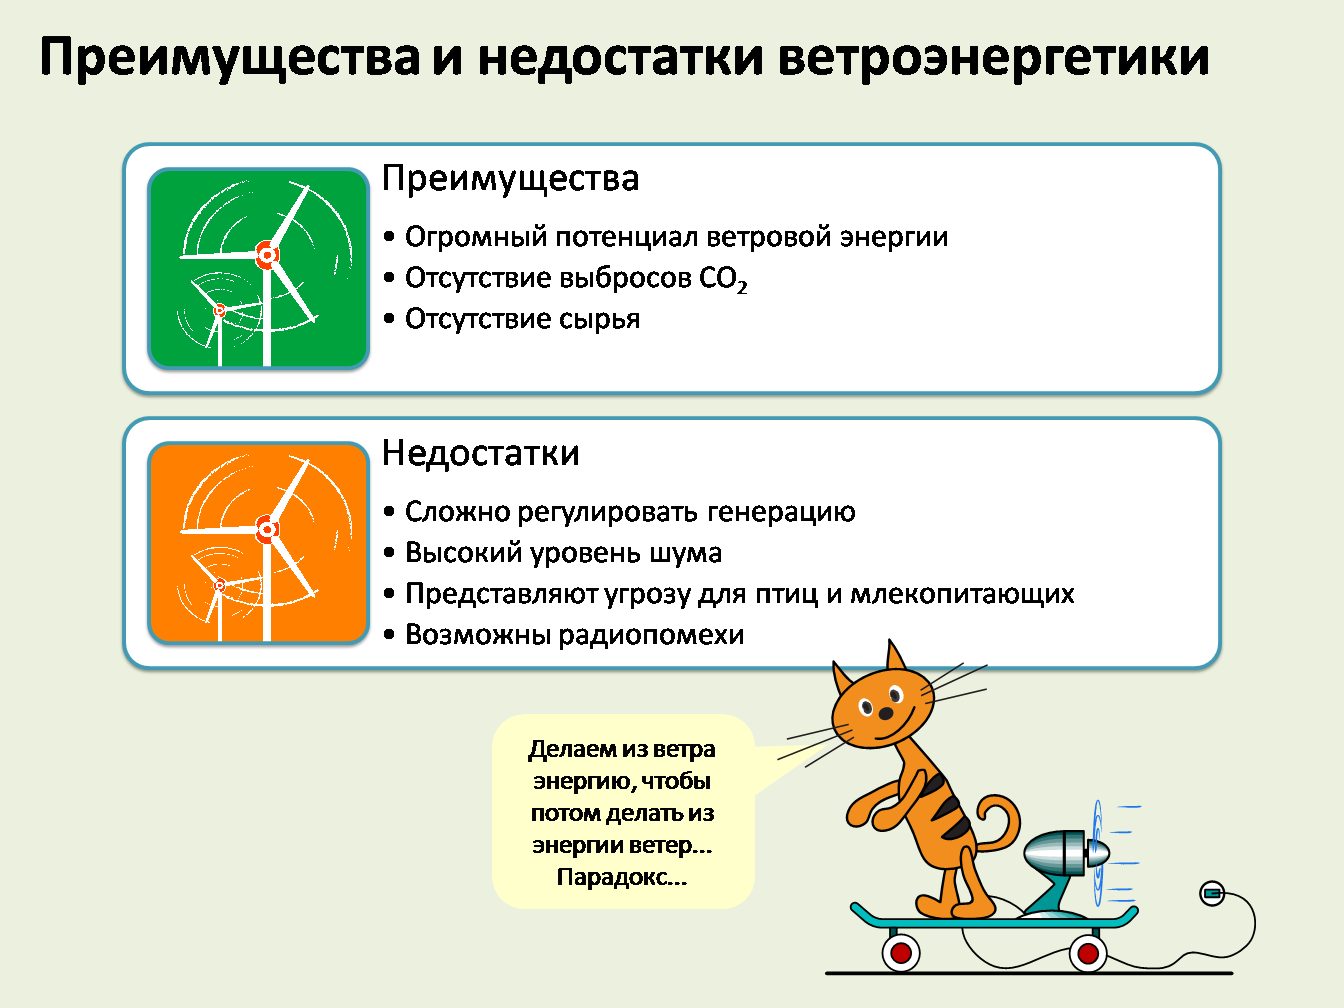 Преимущества и недостатки ветроэнергетики
Преимущества
• Огромный потенциал ветровой энергии
• Отсутствие выбросов CO₂
• Отсутствие сырья
Недостатки
• Сложно регулировать генерацию
• Высокий уровень шума
• Представляют угрозу для птиц и млекопитающих
• Возможны радиопомехи
Делаем из ветра
энергию, чтобы
потом делать из
энергии ветер...
Парадокс...